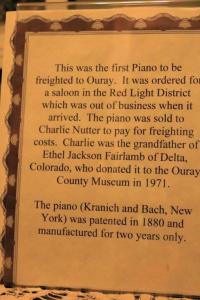 This was the first Piano to be
freighted to Ouray. It was ordered for
a saloon in the Red Light District
which was out of business when it
arrived. The piano was sold to
Charlie Nutter to pay for freighting
costs. Charlie was the grandfather of
Ethel Jackson Fairlamb of Delta,
Colorado, who donated it to the Ouray
County Museum in 1971.
The piano (Kranich and Bach, New
York) was patented in 1880 and
manufactured for two years only.